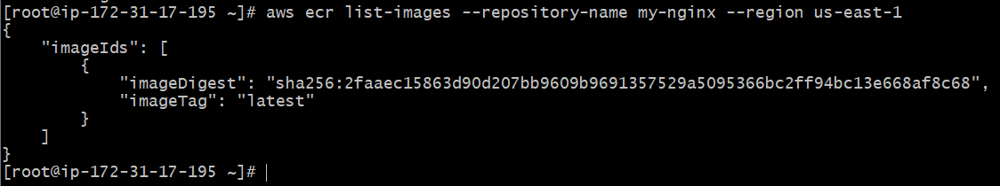 [root@ip-172-31-17-195 ~]# aws ecr list-images --repository-name my-nginx --region us-east-1
{
    "imageIds": [
        {
            "imageDigest": "sha256:2faaec15863d90d207bb9609b9691357529a5095366bc2ff94bc13e668af8c68",
            "imageTag": "latest"
        }
    ]
}
[root@ip-172-31-17-195 ~]#